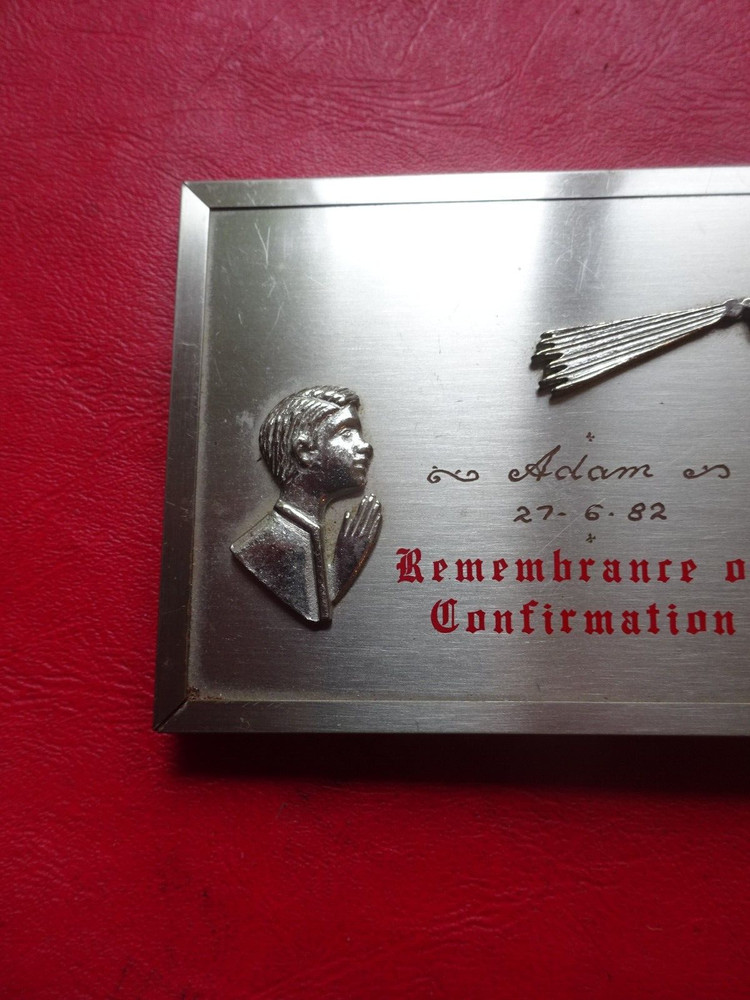 Adam
27-6-82
Remembrance o
Confirmation